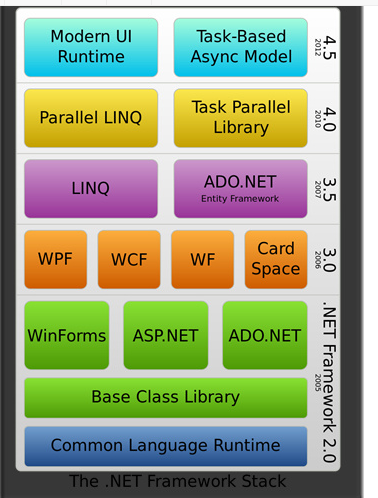 Modern UI
Runtime
Task-Based
Async Model
4.5
2012
Parallel LINQ
Task Parallel
Library
4.0
2010
LINQ
ADO.NET
Entity Framework
3.5
2007
WPF
WCF
WF
Card
Space
3.0
2006
WinForms
ASP.NET
ADO.NET
.NET Framework 2.0
2005
Base Class Library
Common Language Runtime
The .NET Framework Stack